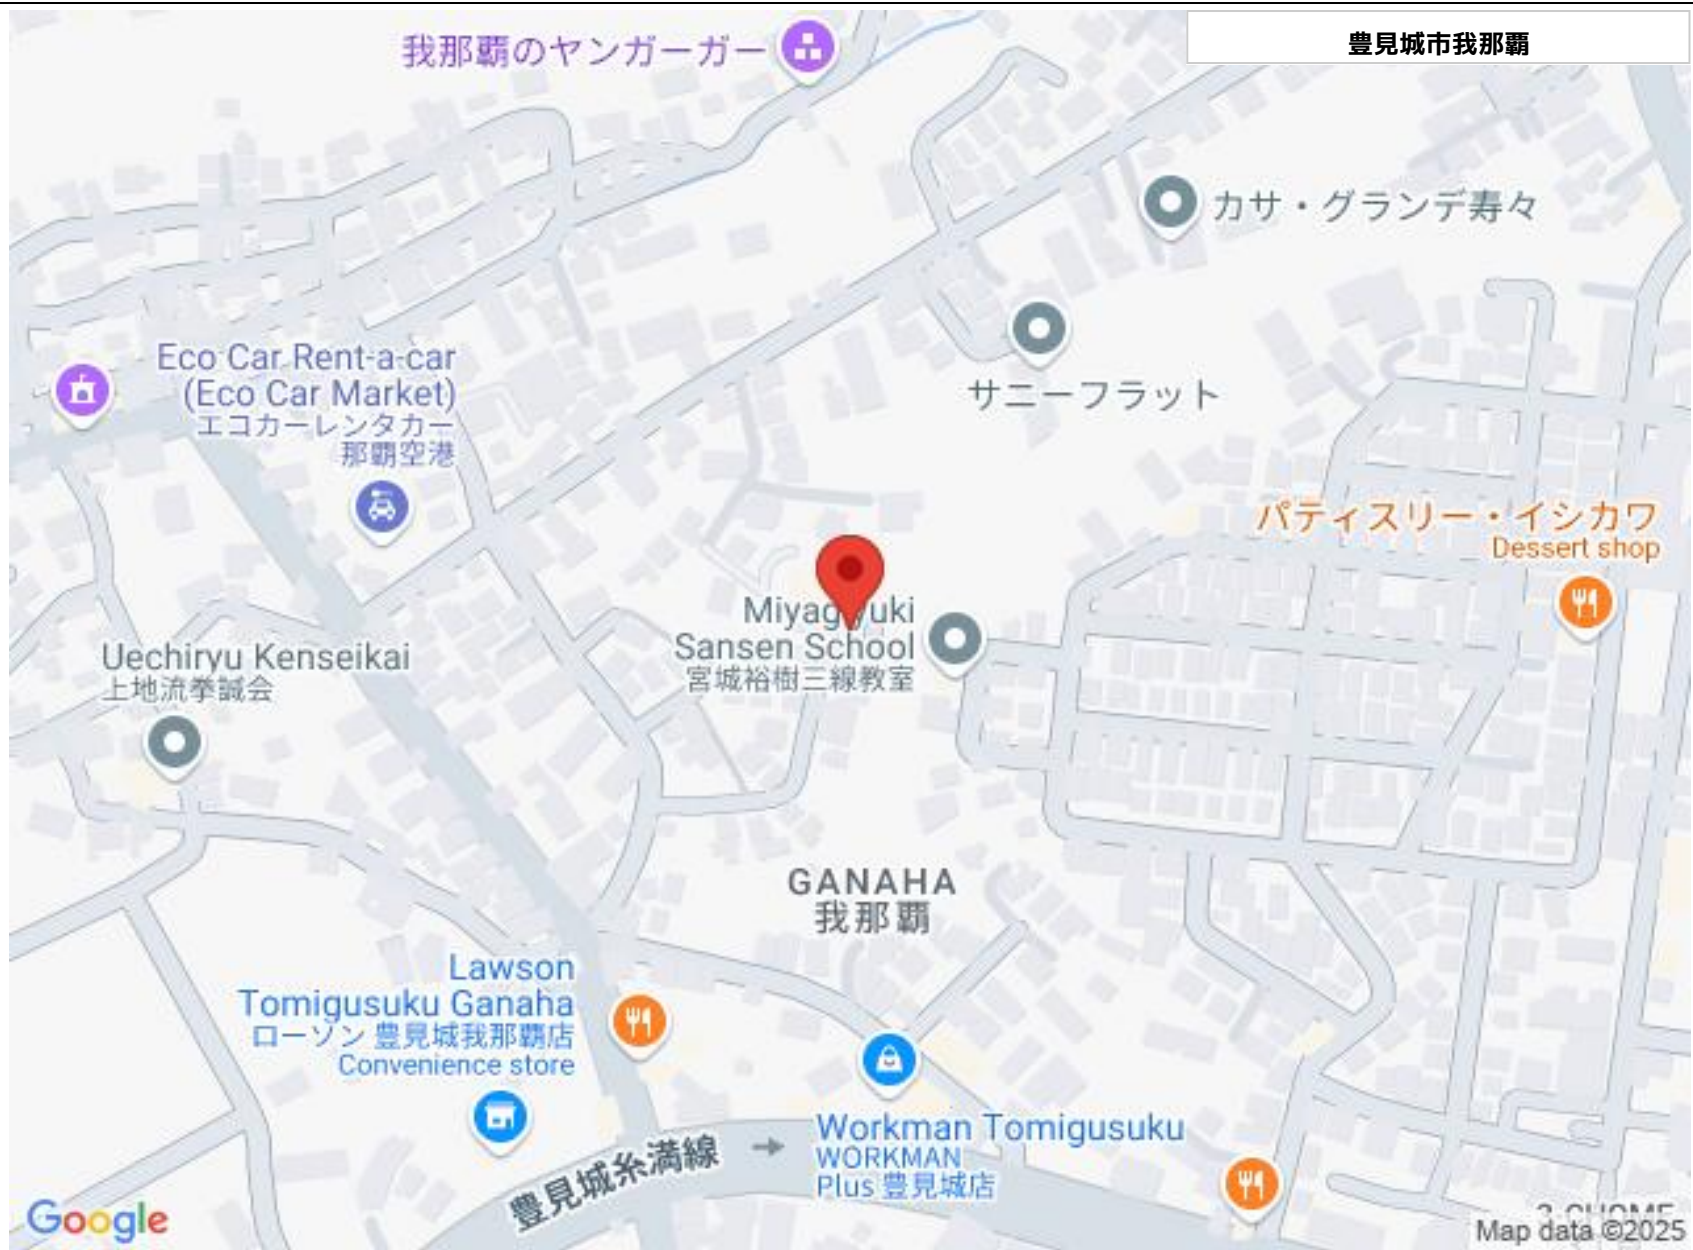 豊見城市我那覇
我那覇のヤンガーガー
カサ・グランデ寿々
Eco Car Rent-a-car
(Eco Car Market)
エコカーレンタカー
那覇空港
サニーフラット
パティスリー・イシカワ
Dessert shop
Miyagiyuki
Sansen School
宮城裕樹三線教室
Uechiryu Kenseikai
上地流拳誠会
GANAHA
我那覇
Lawson
Tomigusuku Ganaha
ローソン 豊見城我那覇店
Convenience store
Workman Tomigusuku
WORKMAN
Plus 豊見城店
豊見城糸満線
Google
Map data ©2025